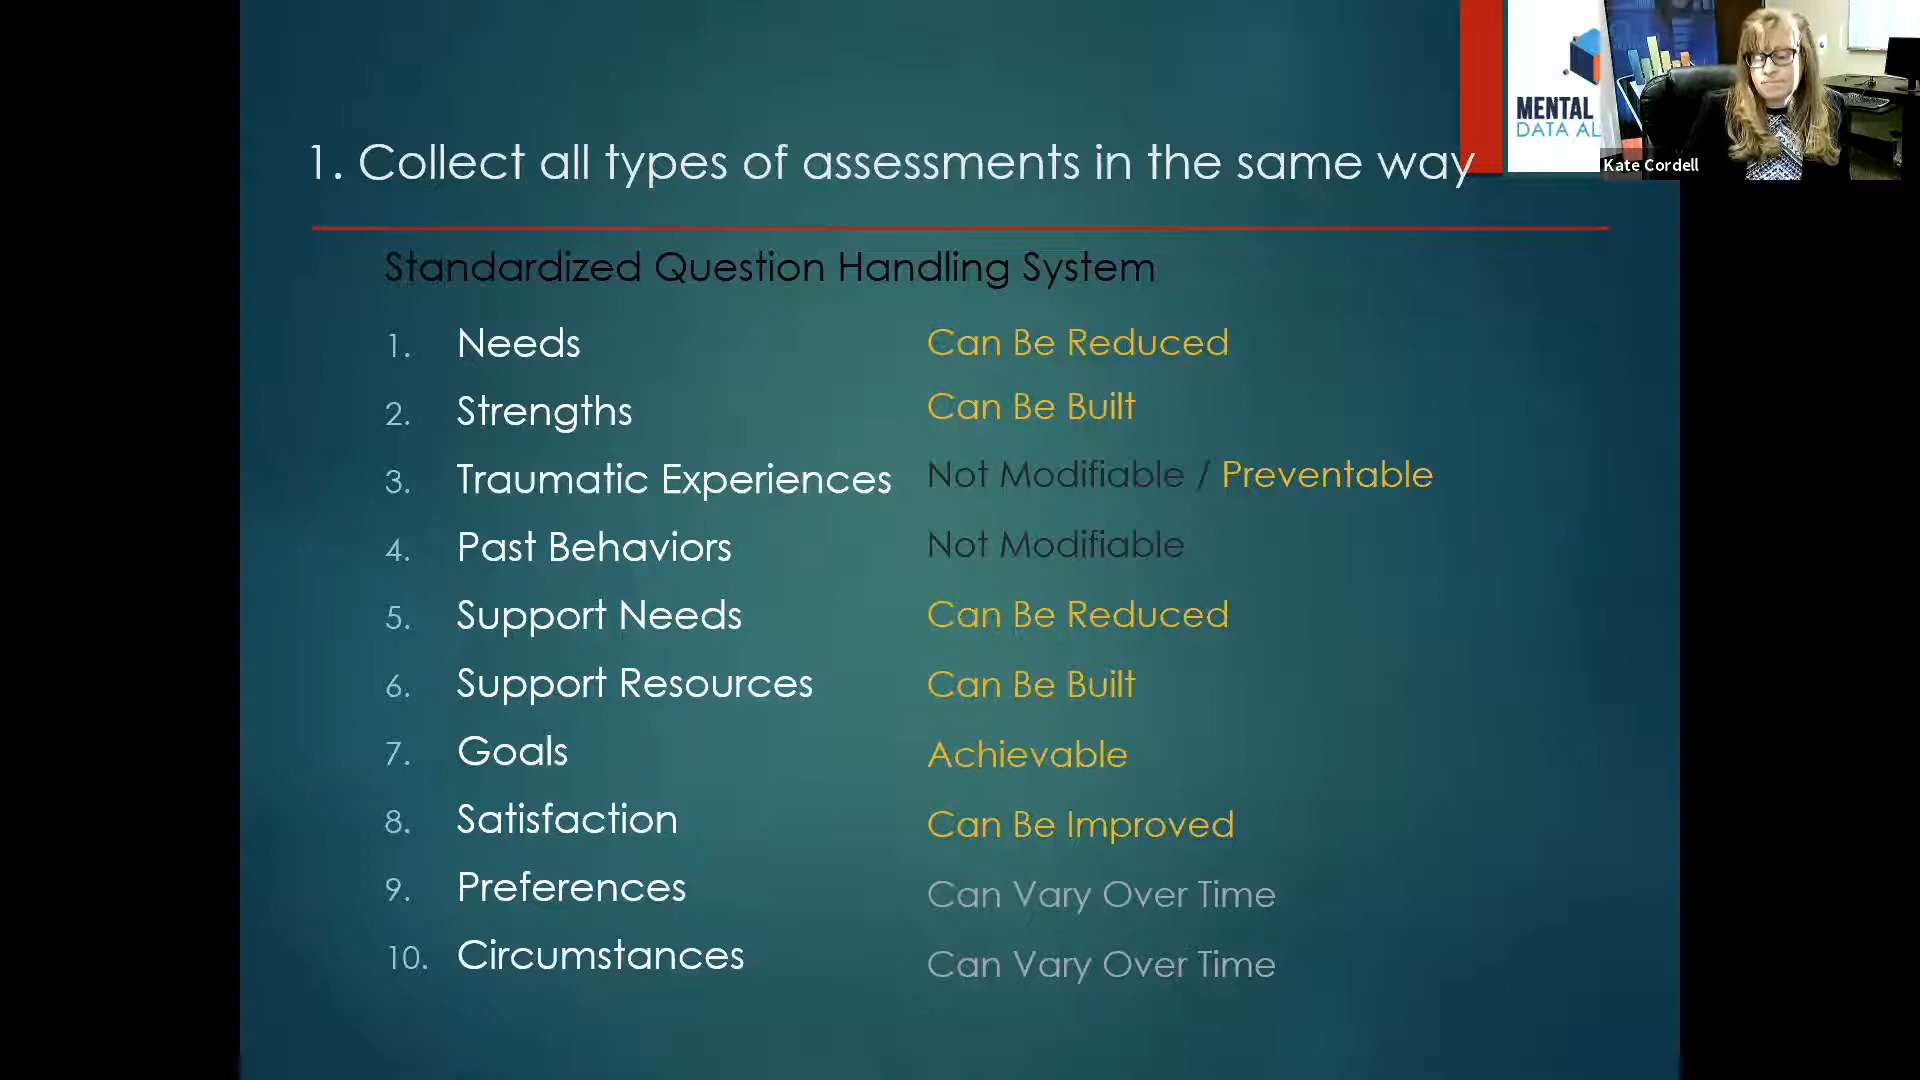 1. Collect all types of assessments in the same way
MENTAL
DATA AL
Kate Cordell
Standardized Question Handling System
1. Needs Can Be Reduced
2. Strengths Can Be Built
3. Traumatic Experiences Not Modifiable / Preventable
4. Past Behaviors Not Modifiable
5. Support Needs Can Be Reduced
6. Support Resources Can Be Built
7. Goals Achievable
8. Satisfaction Can Be Improved
9. Preferences Can Vary Over Time
10. Circumstances Can Vary Over Time